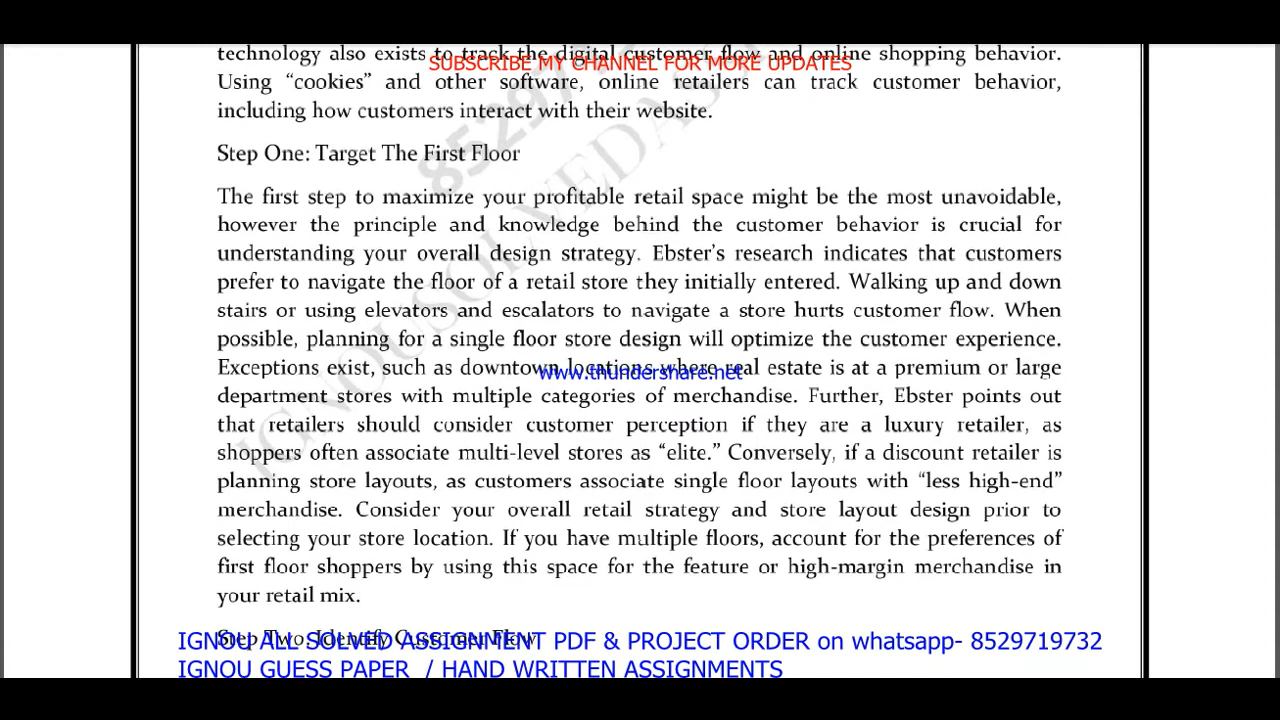 technology also exists to track the digital customer flow and online shopping behavior.
SUBSCRIBE MY CHANNEL FOR MORE UPDATES
Using “cookies” and other software, online retailers can track customer behavior,
including how customers interact with their website.
Step One: Target The First Floor
The first step to maximize your profitable retail space might be the most unavoidable,
however the principle and knowledge behind the customer behavior is crucial for
understanding your overall design strategy. Ebster’s research indicates that customers
prefer to navigate the floor of a retail store they initially entered. Walking up and down
stairs or using elevators and escalators to navigate a store hurts customer flow. When
possible, planning for a single floor store design will optimize the customer experience.
Exceptions exist, such as downtown locations where real estate is at a premium or large
www.thundershare.net
department stores with multiple categories of merchandise. Further, Ebster points out
that retailers should consider customer perception if they are a luxury retailer, as
shoppers often associate multi-level stores as “elite.” Conversely, if a discount retailer is
planning store layouts, as customers associate single floor layouts with “less high-end”
merchandise. Consider your overall retail strategy and store layout design prior to
selecting your store location. If you have multiple floors, account for the preferences of
first floor shoppers by using this space for the feature or high-margin merchandise in
your retail mix.
Step Two: Identify Customer Flow
IGNOU ALL SOLVED ASSIGNMENT PDF & PROJECT ORDER on whatsapp- 8529719732
IGNOU GUESS PAPER / HAND WRITTEN ASSIGNMENTS